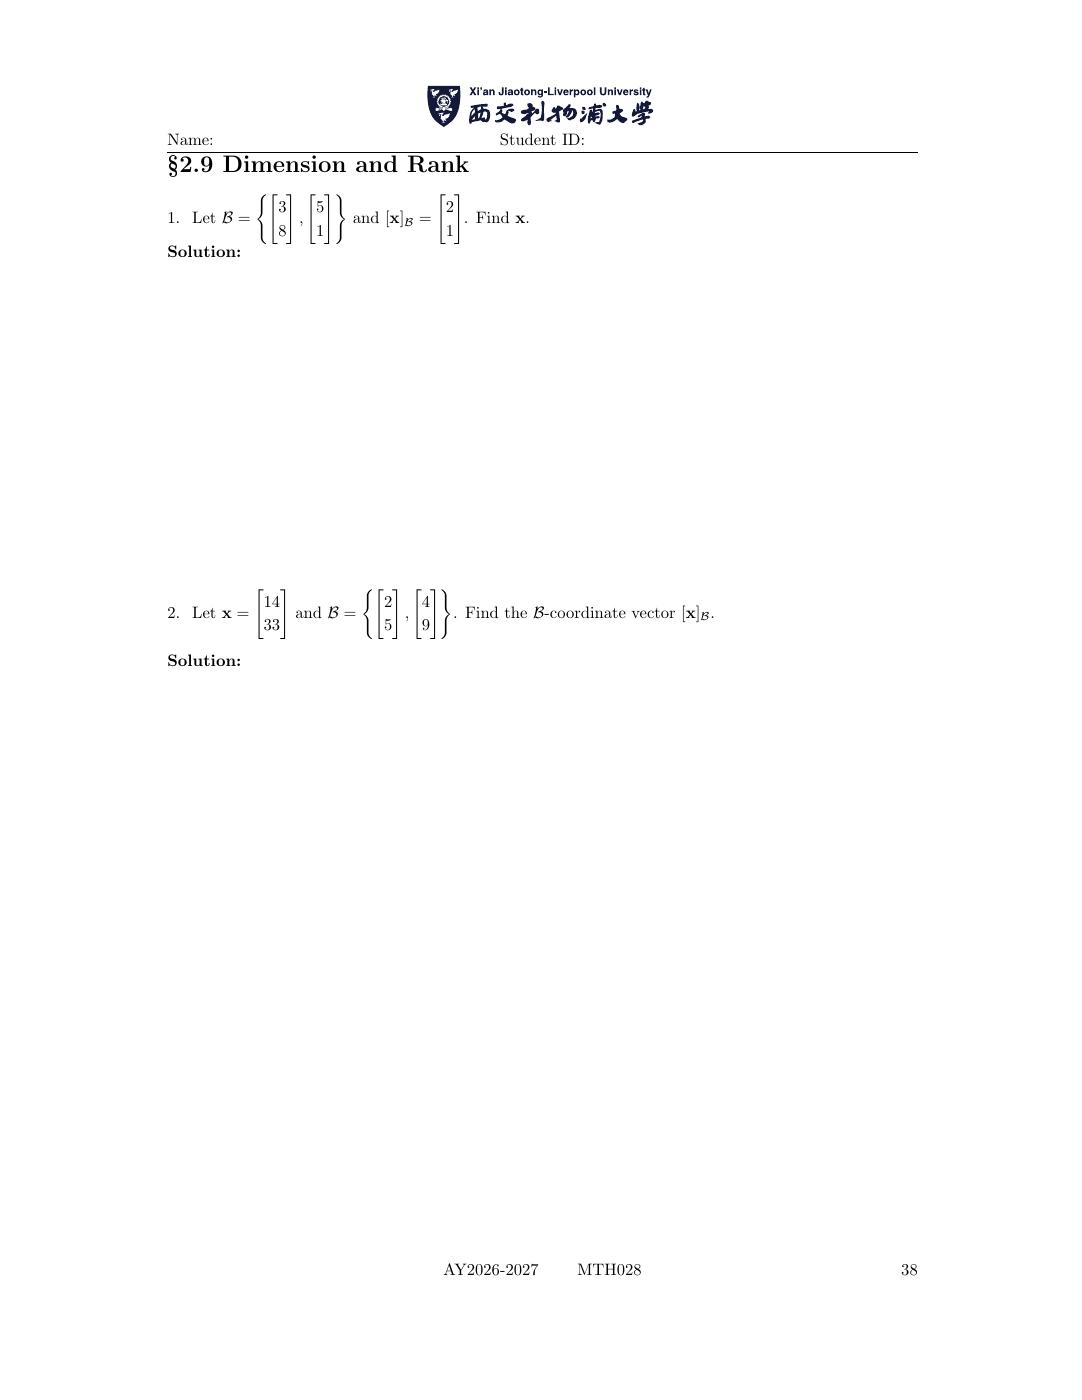 Xi'an Jiaotong-Liverpool University
西交利物浦大學
Name: Student ID:
§2.9 Dimension and Rank
1. Let ℬ = { [3 8], [5 1] } and [x]ℬ = [2 1]. Find x.
Solution:
2. Let x = [14 33] and ℬ = { [2 5], [4 9] }. Find the ℬ-coordinate vector [x]ℬ.
Solution:
AY2026-2027 MTH028 38